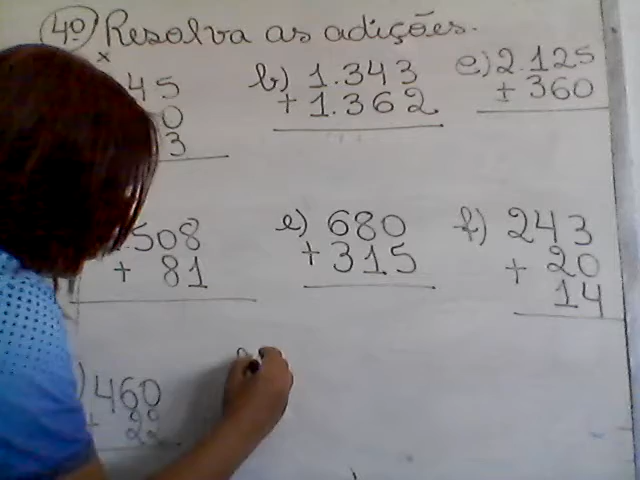 4º Resolva as adições.
45
0
3
b) 1.343
+ 1.362
c) 2.125
+ 360
508
+ 81
e) 680
+ 315
f) 243
+ 20
14
) 460
+
22